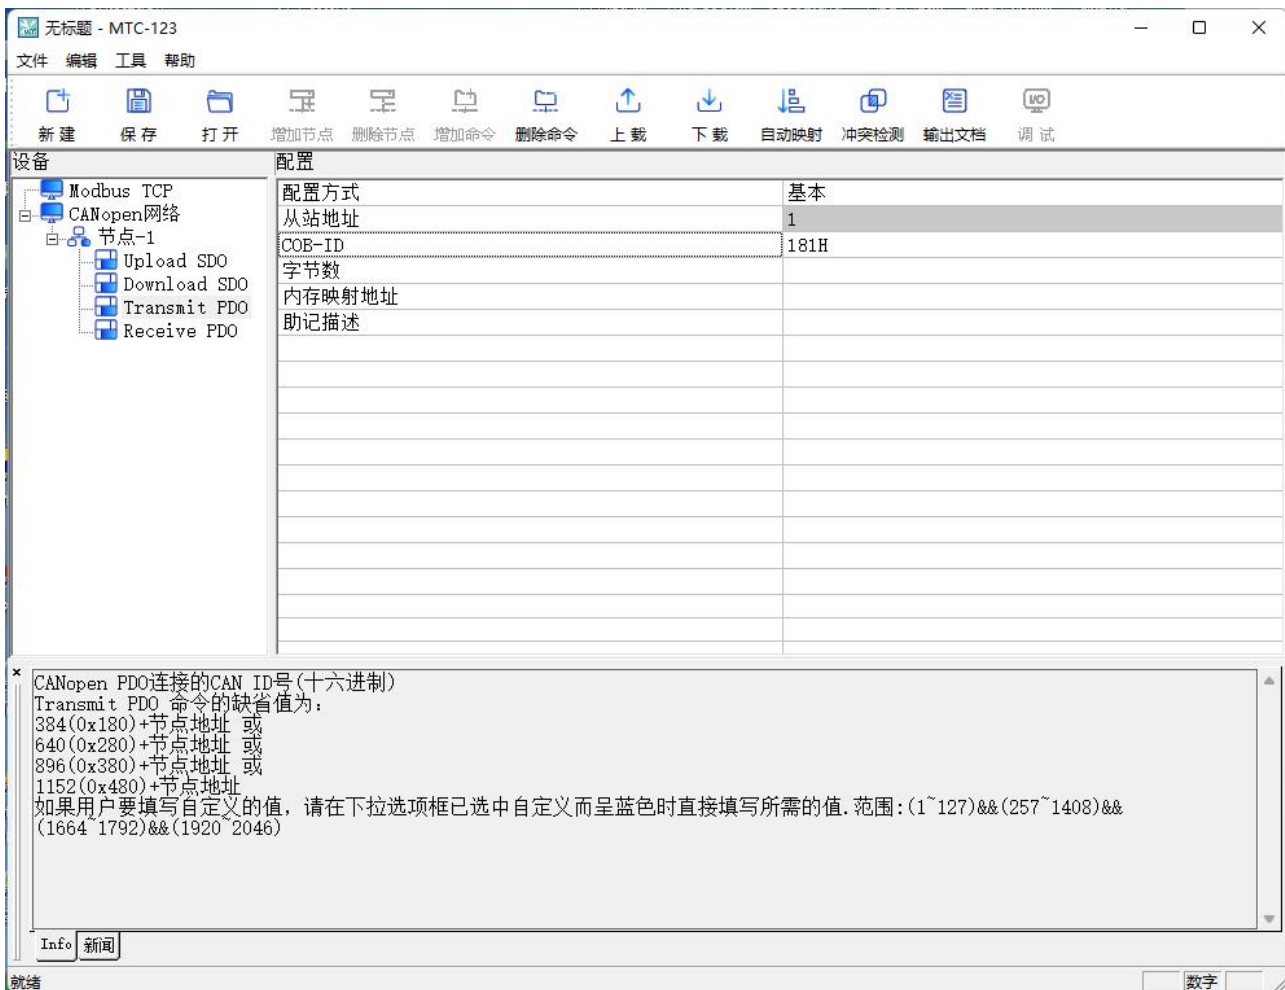 无标题 - MTC-123
文件 编辑 工具 帮助
新建 保存 打开 增加节点 删除节点 增加命令 删除命令 上载 下载 自动映射 冲突检测 输出文档 调试
设备
Modbus TCP
CANopen网络
节点-1
Upload SDO
Download SDO
Transmit PDO
Receive PDO
配置
配置方式 基本
从站地址 1
COB-ID 181H
字节数
内存映射地址
助记描述
CANopen PDO连接的CAN ID号(十六进制)
Transmit PDO 命令的缺省值为:
384(0x180)+节点地址 或
640(0x280)+节点地址 或
896(0x380)+节点地址 或
1152(0x480)+节点地址
如果用户要填写自定义的值, 请在下拉选项框已选中自定义而呈蓝色时直接填写所需的值.范围:(1~127)&&(257~1408)&&
(1664~1792)&&(1920~2046)
Info 新闻
就绪 数字